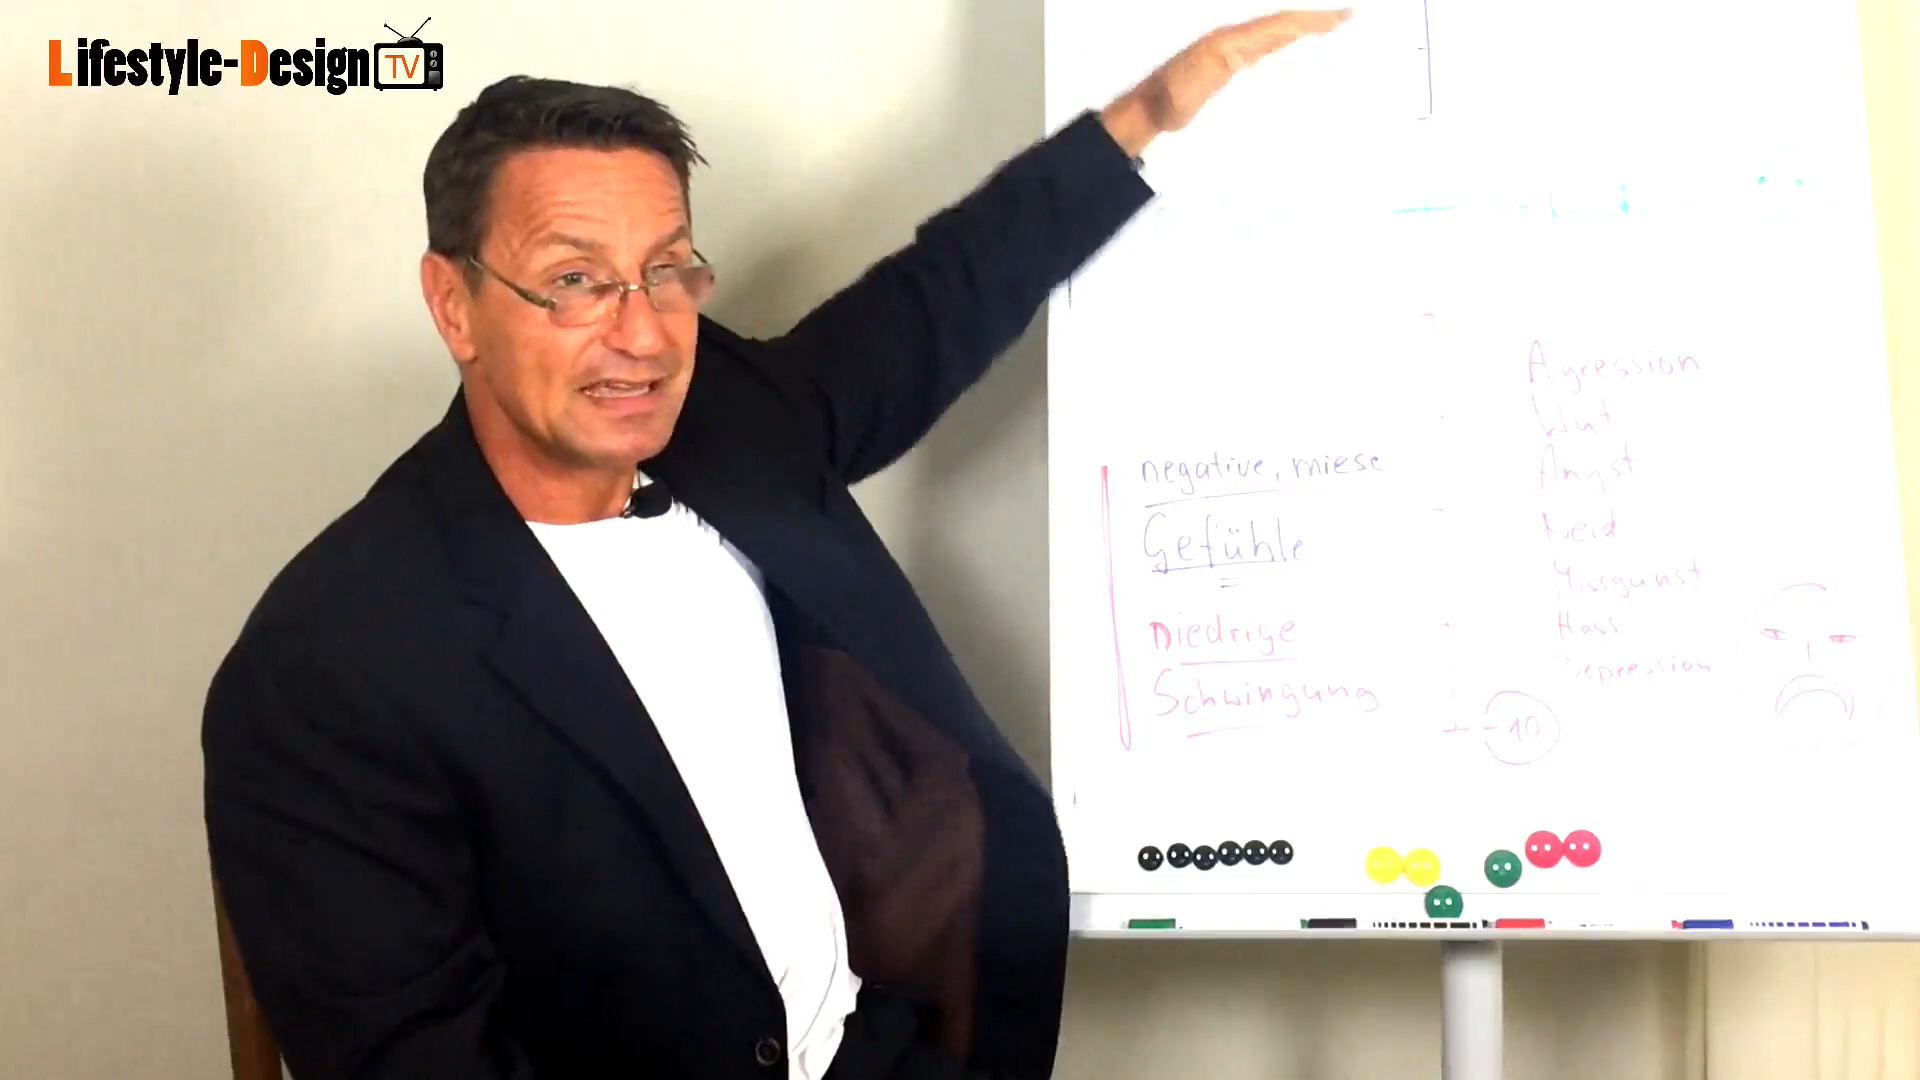 Lifestyle-Design TV
negative, miese
Gefühle
=
Niedrige
Schwingung
Agression
Wut
Angst
Neid
Missgunst
Hass
Depression
-10